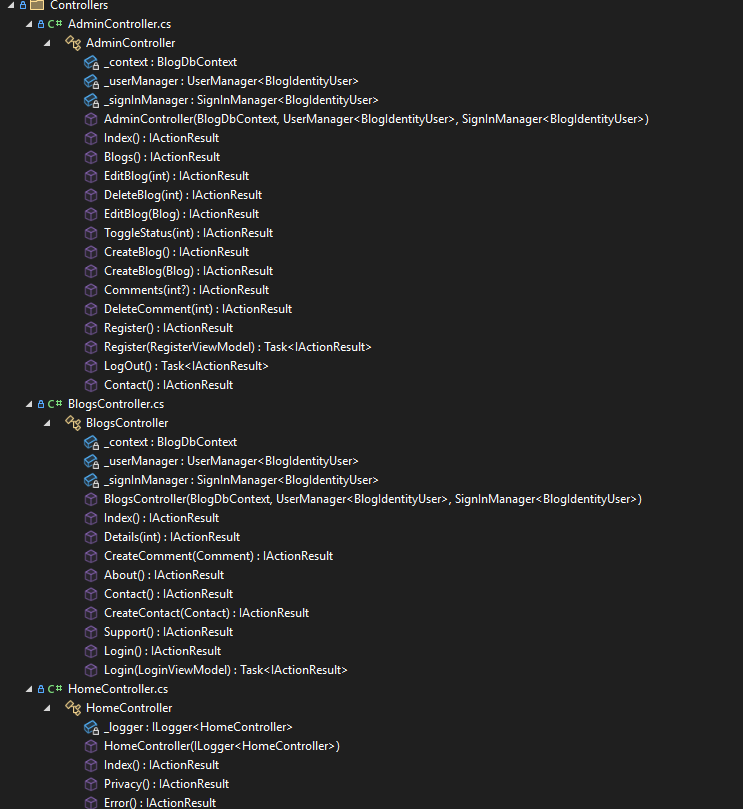 Controllers
C# AdminController.cs
AdminController
_context : BlogDbContext
_userManager : UserManager<BlogIdentityUser>
_signInManager : SignInManager<BlogIdentityUser>
AdminController(BlogDbContext, UserManager<BlogIdentityUser>, SignInManager<BlogIdentityUser>)
Index() : IActionResult
Blogs() : IActionResult
EditBlog(int) : IActionResult
DeleteBlog(int) : IActionResult
EditBlog(Blog) : IActionResult
ToggleStatus(int) : IActionResult
CreateBlog() : IActionResult
CreateBlog(Blog) : IActionResult
Comments(int?) : IActionResult
DeleteComment(int) : IActionResult
Register() : IActionResult
Register(RegisterViewModel) : Task<IActionResult>
LogOut() : Task<IActionResult>
Contact() : IActionResult
C# BlogsController.cs
BlogsController
_context : BlogDbContext
_userManager : UserManager<BlogIdentityUser>
_signInManager : SignInManager<BlogIdentityUser>
BlogsController(BlogDbContext, UserManager<BlogIdentityUser>, SignInManager<BlogIdentityUser>)
Index() : IActionResult
Details(int) : IActionResult
CreateComment(Comment) : IActionResult
About() : IActionResult
Contact() : IActionResult
CreateContact(Contact) : IActionResult
Support() : IActionResult
Login() : IActionResult
Login(LoginViewModel) : Task<IActionResult>
C# HomeController.cs
HomeController
_logger : ILogger<HomeController>
HomeController(ILogger<HomeController>)
Index() : IActionResult
Privacy() : IActionResult
Error() : IActionResult